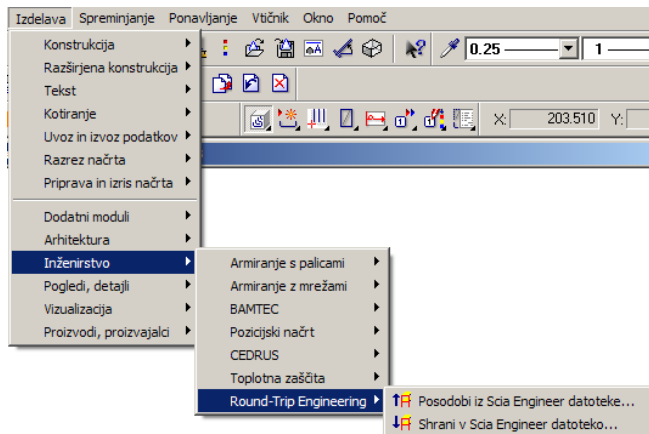 Izdelava Spreminjanje Ponavljanje Vtičnik Okno Pomoč
0.25 1
X: 203.510 Y:
Konstrukcija
Razširjena konstrukcija
Tekst
Kotiranje
Uvoz in izvoz podatkov
Razrez načrta
Priprava in izris načrta
Dodatni moduli
Arhitektura
Inženirstvo
Pogledi, detajli
Vizualizacija
Proizvodi, proizvajalci
Armiranje s palicami
Armiranje z mrežami
BAMTEC
Pozicijski načrt
CEDRUS
Toplotna zaščita
Round-Trip Engineering
Posodobi iz Scia Engineer datoteke...
Shrani v Scia Engineer datoteko...